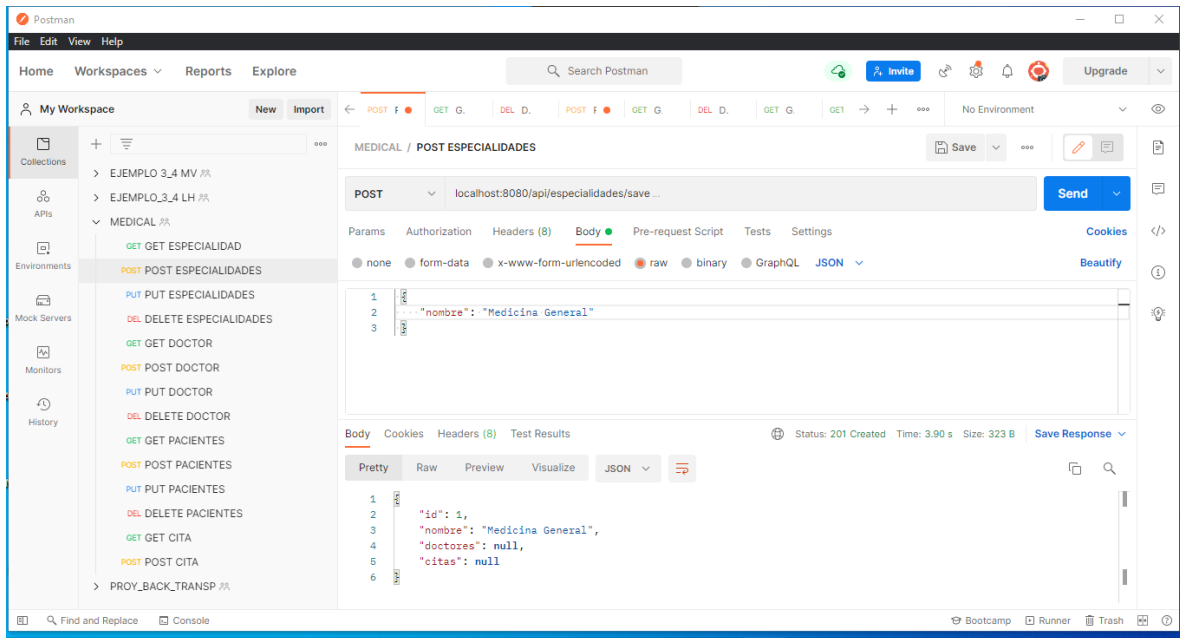 Postman
File Edit View Help
Home Workspaces Reports Explore Search Postman Invite Upgrade
My Workspace New Import POST F GET G. DEL D. POST F GET G. DEL D. GET G. GET No Environment
Collections
APIs
Environments
Mock Servers
Monitors
History
EJEMPLO 3_4 MV
EJEMPLO_3_4 LH
MEDICAL
GET GET ESPECIALIDAD
POST POST ESPECIALIDADES
PUT PUT ESPECIALIDADES
DEL DELETE ESPECIALIDADES
GET GET DOCTOR
POST POST DOCTOR
PUT PUT DOCTOR
DEL DELETE DOCTOR
GET GET PACIENTES
POST POST PACIENTES
PUT PUT PACIENTES
DEL DELETE PACIENTES
GET GET CITA
POST POST CITA
PROY_BACK_TRANSP
MEDICAL / POST ESPECIALIDADES Save
POST localhost:8080/api/especialidades/save ... Send
Params Authorization Headers (8) Body Pre-request Script Tests Settings Cookies
none form-data x-www-form-urlencoded raw binary GraphQL JSON Beautify
1 {
2 "nombre": "Medicina General"
3 }
Body Cookies Headers (8) Test Results Status: 201 Created Time: 3.90 s Size: 323 B Save Response
Pretty Raw Preview Visualize JSON
1 {
2 "id": 1,
3 "nombre": "Medicina General",
4 "doctores": null,
5 "citas": null
6 }
Find and Replace Console Bootcamp Runner Trash